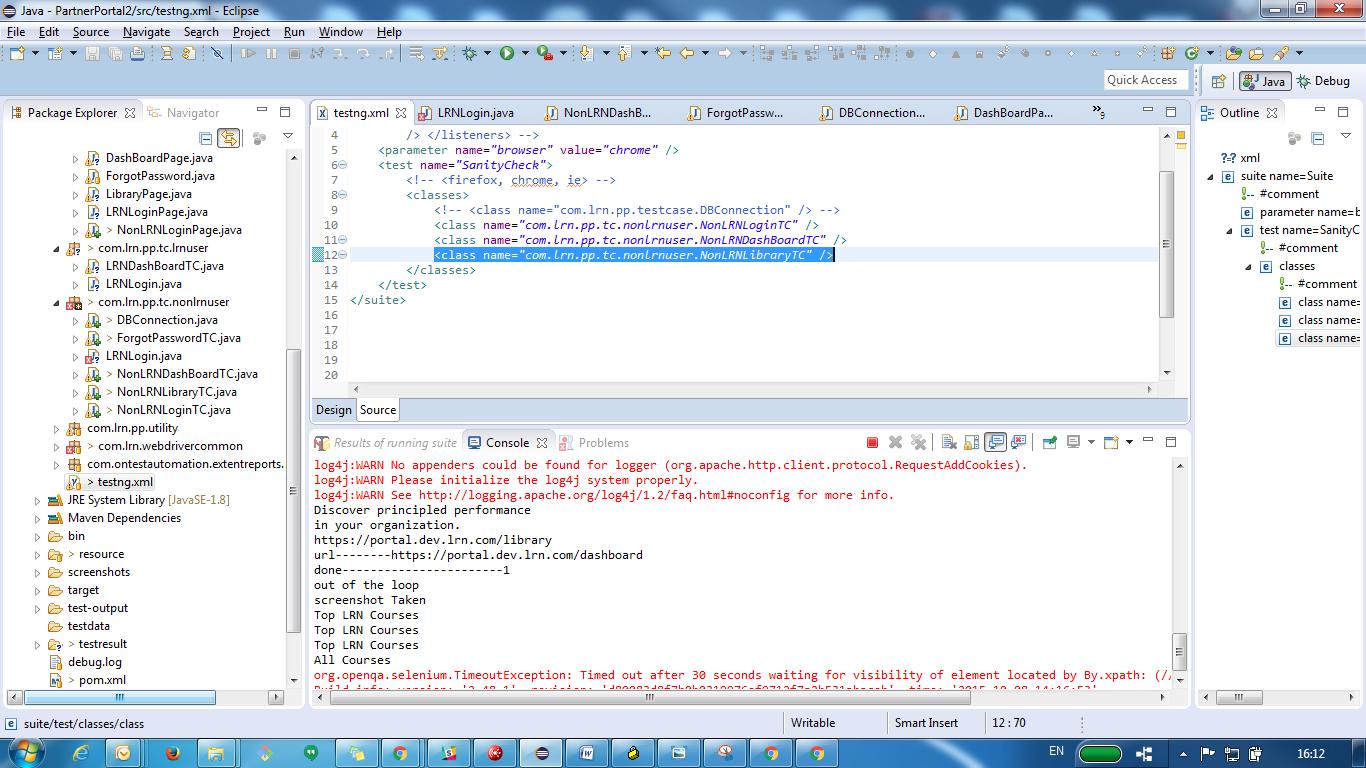 Java - PartnerPortal2/src/testng.xml - Eclipse
File Edit Source Navigate Search Project Run Window Help
Quick Access
Java
Debug
Package Explorer
Navigator
DashBoardPage.java
ForgotPassword.java
LibraryPage.java
LRNLoginPage.java
> NonLRNLoginPage.java
> com.lrn.pp.tc.lrnuser
LRNDashBoardTC.java
LRNLogin.java
> com.lrn.pp.tc.nonlrnuser
> DBConnection.java
> ForgotPasswordTC.java
LRNLogin.java
> NonLRNDashBoardTC.java
> NonLRNLibraryTC.java
> NonLRNLoginTC.java
com.lrn.pp.utility
> com.lrn.webdrivercommon
com.ontestautomation.extentreports.
> testng.xml
JRE System Library [JavaSE-1.8]
Maven Dependencies
bin
> resource
screenshots
target
test-output
testdata
> testresult
debug.log
> pom.xml
testng.xml
LRNLogin.java
NonLRNDashB...
ForgotPassw...
DBConnection...
DashBoardPa...
»9
4 /> </listeners> -->
5 <parameter name="browser" value="chrome" />
6 <test name="SanityCheck">
7 <!-- <firefox, chrome, ie> -->
8 <classes>
9 <!-- <class name="com.lrn.pp.testcase.DBConnection" /> -->
10 <class name="com.lrn.pp.tc.nonlrnuser.NonLRNLoginTC" />
11 <class name="com.lrn.pp.tc.nonlrnuser.NonLRNDashBoardTC" />
12 <class name="com.lrn.pp.tc.nonlrnuser.NonLRNLibraryTC" />
13 </classes>
14 </test>
15 </suite>
16
17
18
19
20
Design
Source
Results of running suite
Console
Problems
log4j:WARN No appenders could be found for logger (org.apache.http.client.protocol.RequestAddCookies).
log4j:WARN Please initialize the log4j system properly.
log4j:WARN See http://logging.apache.org/log4j/1.2/faq.html#noconfig for more info.
Discover principled performance
in your organization.
https://portal.dev.lrn.com/library
url--------https://portal.dev.lrn.com/dashboard
done-----------------------1
out of the loop
screenshot Taken
Top LRN Courses
Top LRN Courses
Top LRN Courses
All Courses
org.openqa.selenium.TimeoutException: Timed out after 30 seconds waiting for visibility of element located by By.xpath: (//
Outline
?=? xml
suite name=Suite
#comment
parameter name=b
test name=SanityC
#comment
classes
#comment
class name=
class name=
class name=
suite/test/classes/class
Writable
Smart Insert
12 : 70
EN
16:12